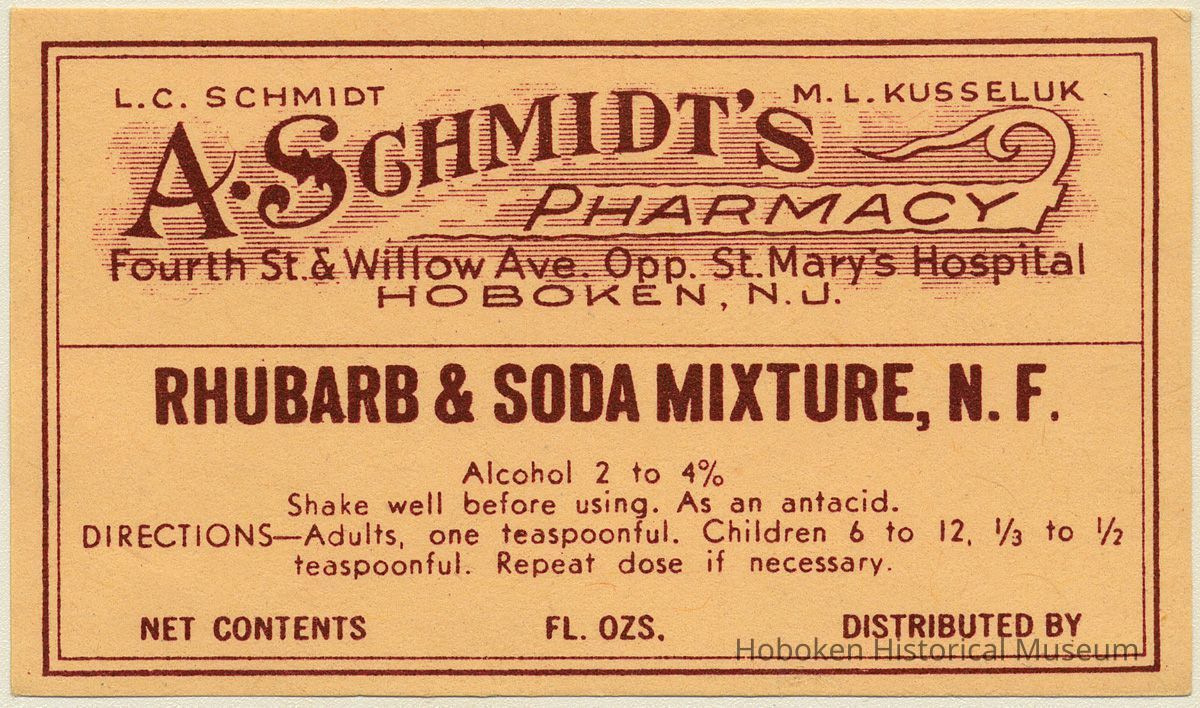 L.C. SCHMIDT
M. L. KUSSELUK
A. SCHMIDT'S
PHARMACY
Fourth St. & Willow Ave. Opp. St. Mary's Hospital
HOBOKEN, N.J.
RHUBARB & SODA MIXTURE, N. F.
Alcohol 2 to 4%
Shake well before using. As an antacid.
DIRECTIONS—Adults, one teaspoonful. Children 6 to 12, 1/3 to 1/2
teaspoonful. Repeat dose if necessary.
NET CONTENTS FL. OZS. DISTRIBUTED BY
Hoboken Historical Museum